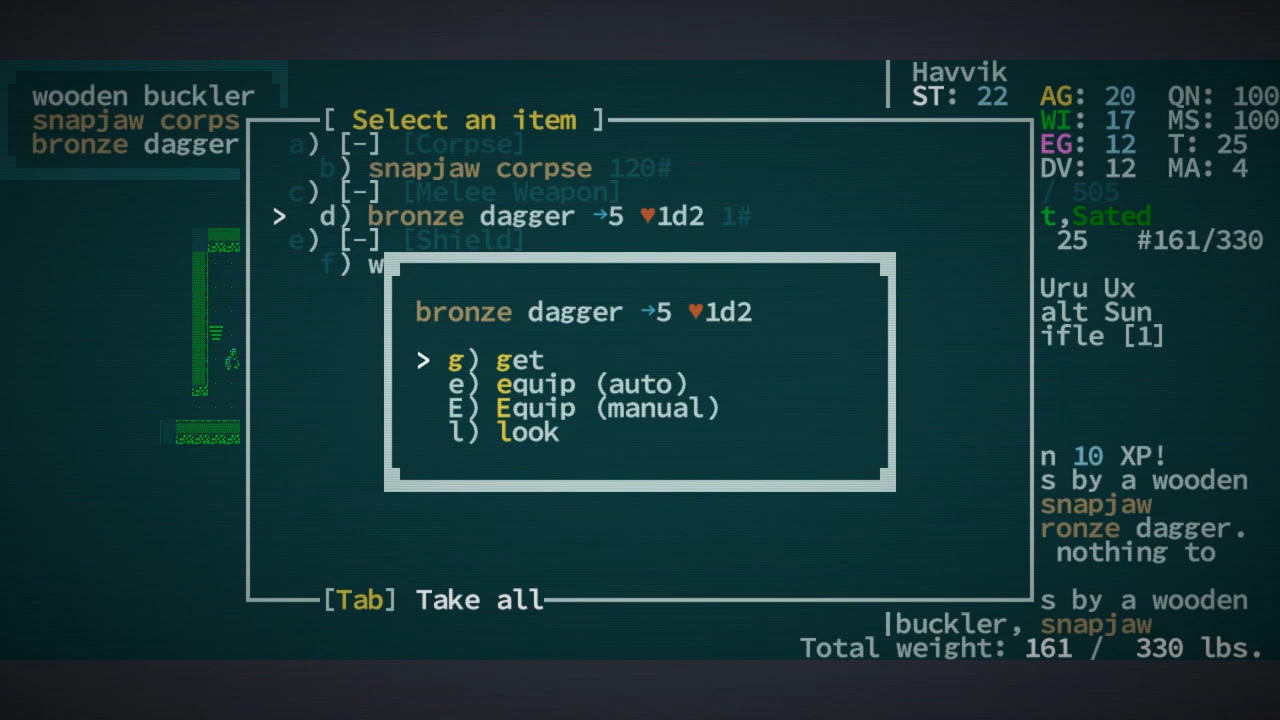 wooden buckler
snapjaw corps
bronze dagger
Havvik
ST: 22 AG: 20 QN: 100
WI: 17 MS: 100
EG: 12 T: 25
DV: 12 MA: 4
/ 505
t,Sated
25 #161/330
Uru Ux
alt Sun
ifle [1]
[ Select an item ]
a) [-] [Corpse]
b) snapjaw corpse 120#
c) [-] [Melee Weapon]
> d) bronze dagger →5 ♥1d2 1#
e) [-] [Shield]
f) w
bronze dagger →5 ♥1d2
> g) get
e) equip (auto)
E) Equip (manual)
l) look
n 10 XP!
s by a wooden
snapjaw
ronze dagger.
nothing to
s by a wooden
buckler, snapjaw
[Tab] Take all
Total weight: 161 / 330 lbs.